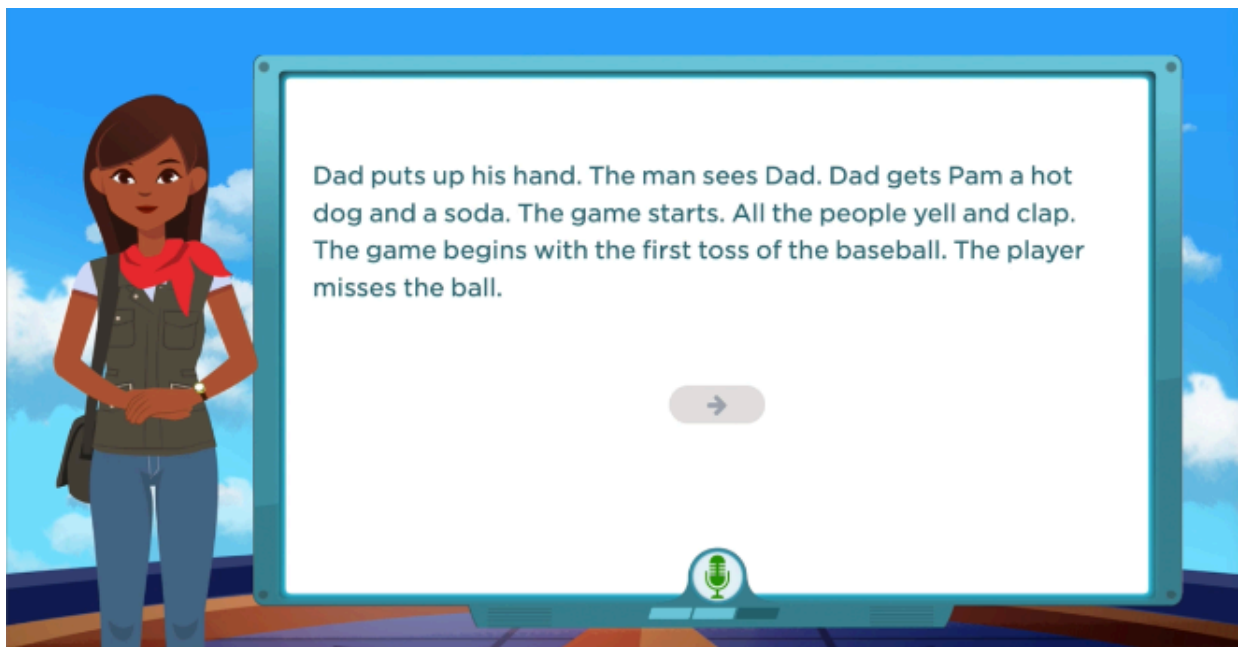 Dad puts up his hand. The man sees Dad. Dad gets Pam a hot
dog and a soda. The game starts. All the people yell and clap.
The game begins with the first toss of the baseball. The player
misses the ball.